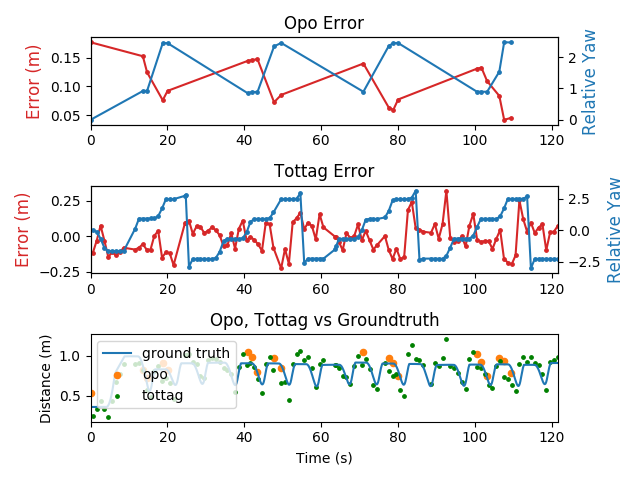 Opo Error
Error (m)
0.15
0.10
0.05
2
1
0
Relative Yaw
0 20 40 60 80 100 120
Tottag Error
Error (m)
0.25
0.00
−0.25
2.5
0.0
−2.5
Relative Yaw
0 20 40 60 80 100 120
Opo, Tottag vs Groundtruth
Distance (m)
1.0
0.5
ground truth
opo
tottag
0 20 40 60 80 100 120
Time (s)